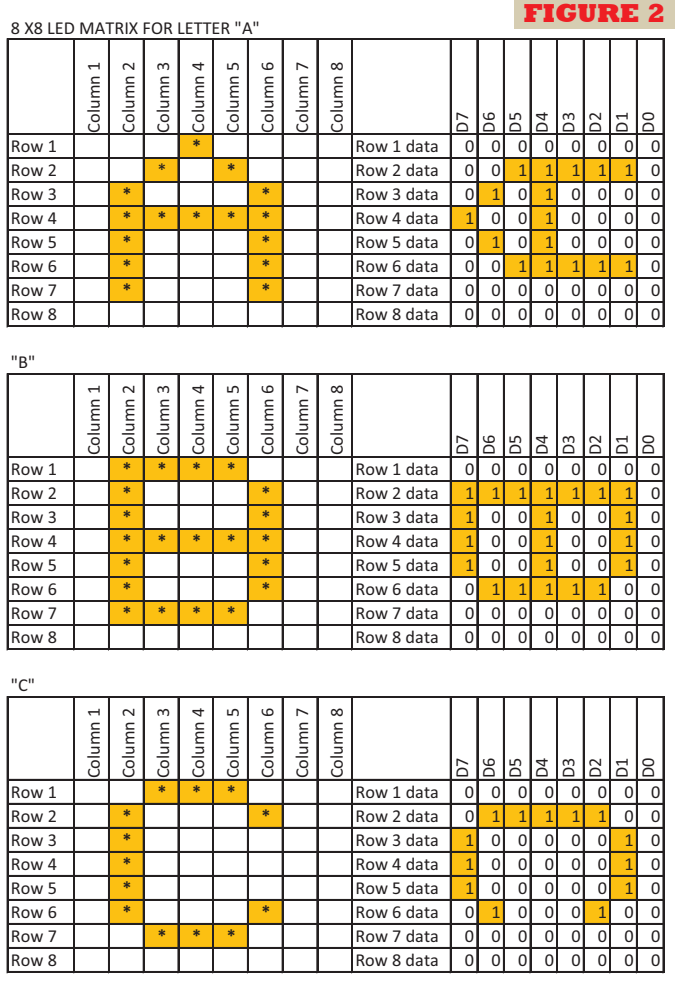 FIGURE 2
8 X8 LED MATRIX FOR LETTER "A"
Column 1 Column 2 Column 3 Column 4 Column 5 Column 6 Column 7 Column 8 D7 D6 D5 D4 D3 D2 D1 D0
Row 1 * Row 1 data 0 0 0 0 0 0 0 0
Row 2 * * Row 2 data 0 0 1 1 1 1 1 0
Row 3 * * Row 3 data 0 1 0 1 0 0 0 0
Row 4 * * * * * Row 4 data 1 0 0 1 0 0 0 0
Row 5 * * Row 5 data 0 1 0 1 0 0 0 0
Row 6 * * Row 6 data 0 0 1 1 1 1 1 0
Row 7 * * Row 7 data 0 0 0 0 0 0 0 0
Row 8 Row 8 data 0 0 0 0 0 0 0 0
"B"
Column 1 Column 2 Column 3 Column 4 Column 5 Column 6 Column 7 Column 8 D7 D6 D5 D4 D3 D2 D1 D0
Row 1 * * * * Row 1 data 0 0 0 0 0 0 0 0
Row 2 * * Row 2 data 1 1 1 1 1 1 1 0
Row 3 * * Row 3 data 1 0 0 1 0 0 1 0
Row 4 * * * * * Row 4 data 1 0 0 1 0 0 1 0
Row 5 * * Row 5 data 1 0 0 1 0 0 1 0
Row 6 * * Row 6 data 0 1 1 1 1 1 0 0
Row 7 * * * * Row 7 data 0 0 0 0 0 0 0 0
Row 8 Row 8 data 0 0 0 0 0 0 0 0
"C"
Column 1 Column 2 Column 3 Column 4 Column 5 Column 6 Column 7 Column 8 D7 D6 D5 D4 D3 D2 D1 D0
Row 1 * * * Row 1 data 0 0 0 0 0 0 0 0
Row 2 * * Row 2 data 0 1 1 1 1 1 0 0
Row 3 * Row 3 data 1 0 0 0 0 0 1 0
Row 4 * Row 4 data 1 0 0 0 0 0 1 0
Row 5 * Row 5 data 1 0 0 0 0 0 1 0
Row 6 * * Row 6 data 0 1 0 0 0 1 0 0
Row 7 * * * Row 7 data 0 0 0 0 0 0 0 0
Row 8 Row 8 data 0 0 0 0 0 0 0 0